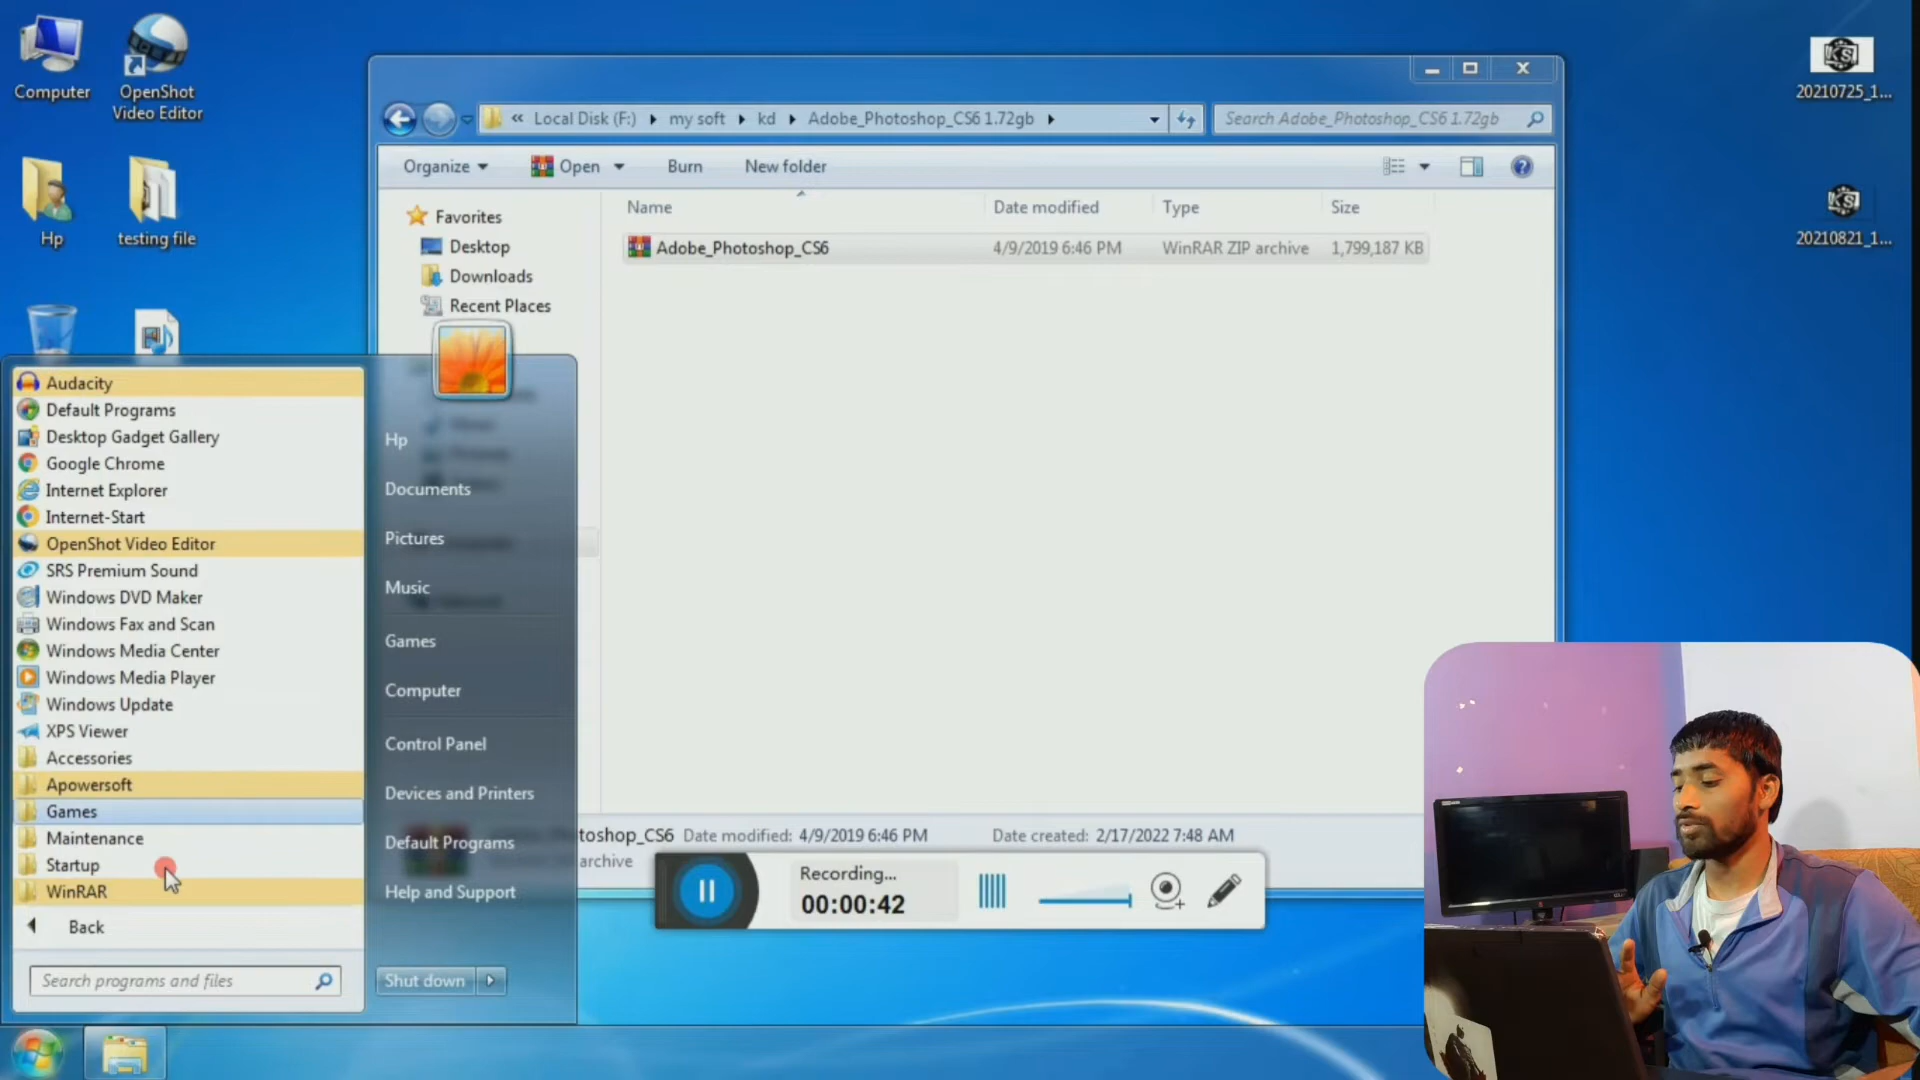 Computer
OpenShot
Video Editor
Hp
testing file
20210725_1...
20210821_1...
« Local Disk (F:) my soft kd Adobe_Photoshop_CS6 1.72gb
Search Adobe_Photoshop_CS6 1.72gb
Organize Open Burn New folder
Favorites
Desktop
Downloads
Recent Places
Name Date modified Type Size
Adobe_Photoshop_CS6 4/9/2019 6:46 PM WinRAR ZIP archive 1,799,187 KB
Audacity
Default Programs
Desktop Gadget Gallery
Google Chrome
Internet Explorer
Internet-Start
OpenShot Video Editor
SRS Premium Sound
Windows DVD Maker
Windows Fax and Scan
Windows Media Center
Windows Media Player
Windows Update
XPS Viewer
Accessories
Apowersoft
Games
Maintenance
Startup
WinRAR
Back
Search programs and files
Hp
Documents
Pictures
Music
Games
Computer
Control Panel
Devices and Printers
Default Programs
Help and Support
Shut down
toshop_CS6 Date modified: 4/9/2019 6:46 PM Date created: 2/17/2022 7:48 AM
archive
Recording...
00:00:42
KS
KS